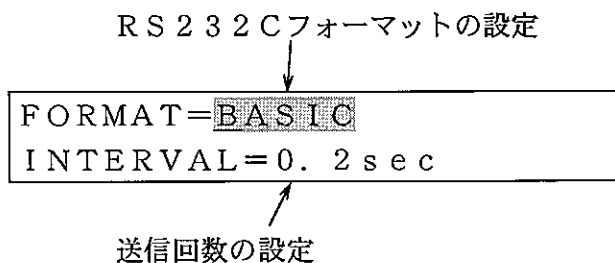 RS232Cフォーマットの設定
FORMAT=BASIC
INTERVAL=0.2sec
送信回数の設定